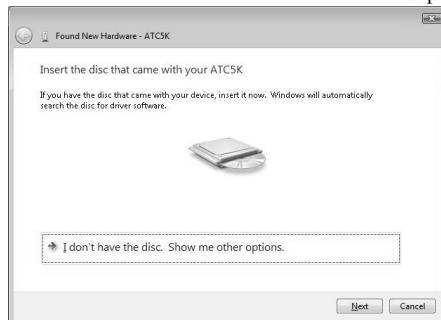 Found New Hardware - ATC5K
Insert the disc that came with your ATC5K
If you have the disc that came with your device, insert it now. Windows will automatically
search the disc for driver software.
I don't have the disc. Show me other options.
Next Cancel